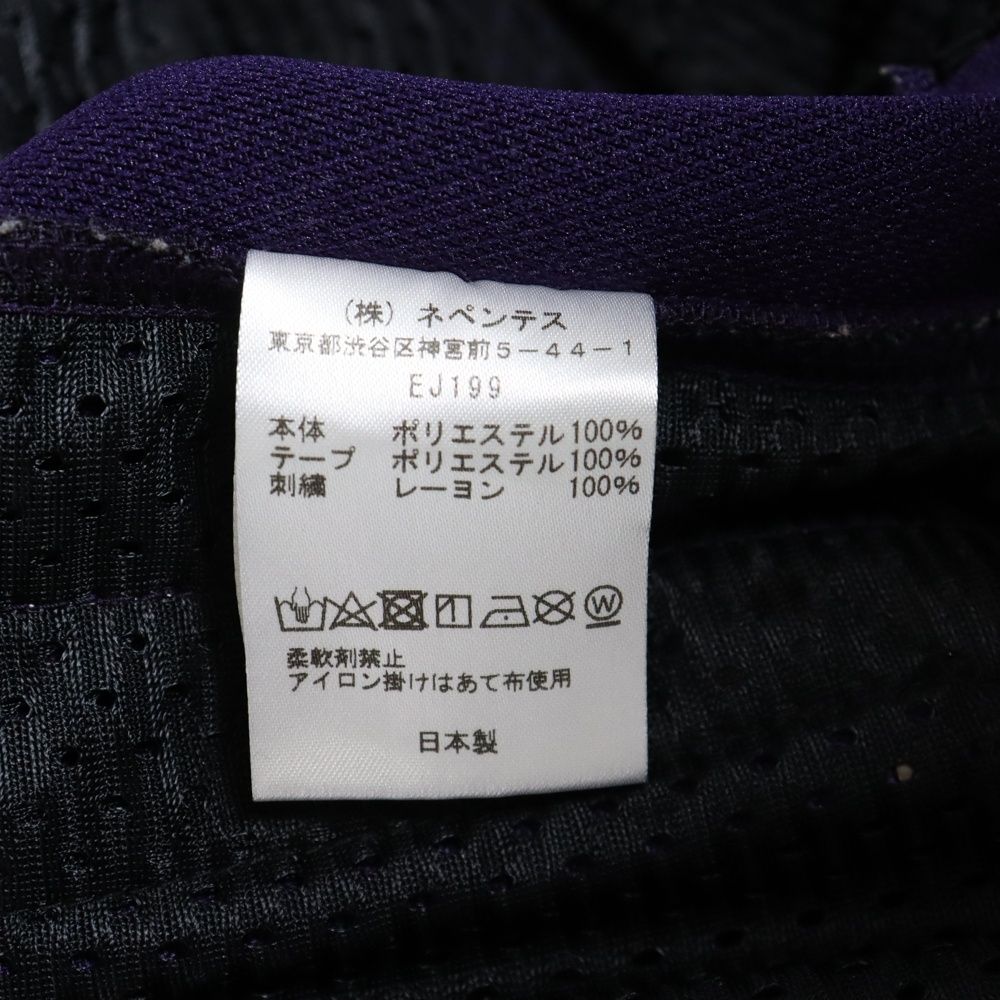 (株) ネペンテス
東京都渋谷区神宮前5-44-1
EJ199
本体 ポリエステル100%
テープ ポリエステル100%
刺繍 レーヨン 100%
W
柔軟剤禁止
アイロン掛けはあて布使用
日本製